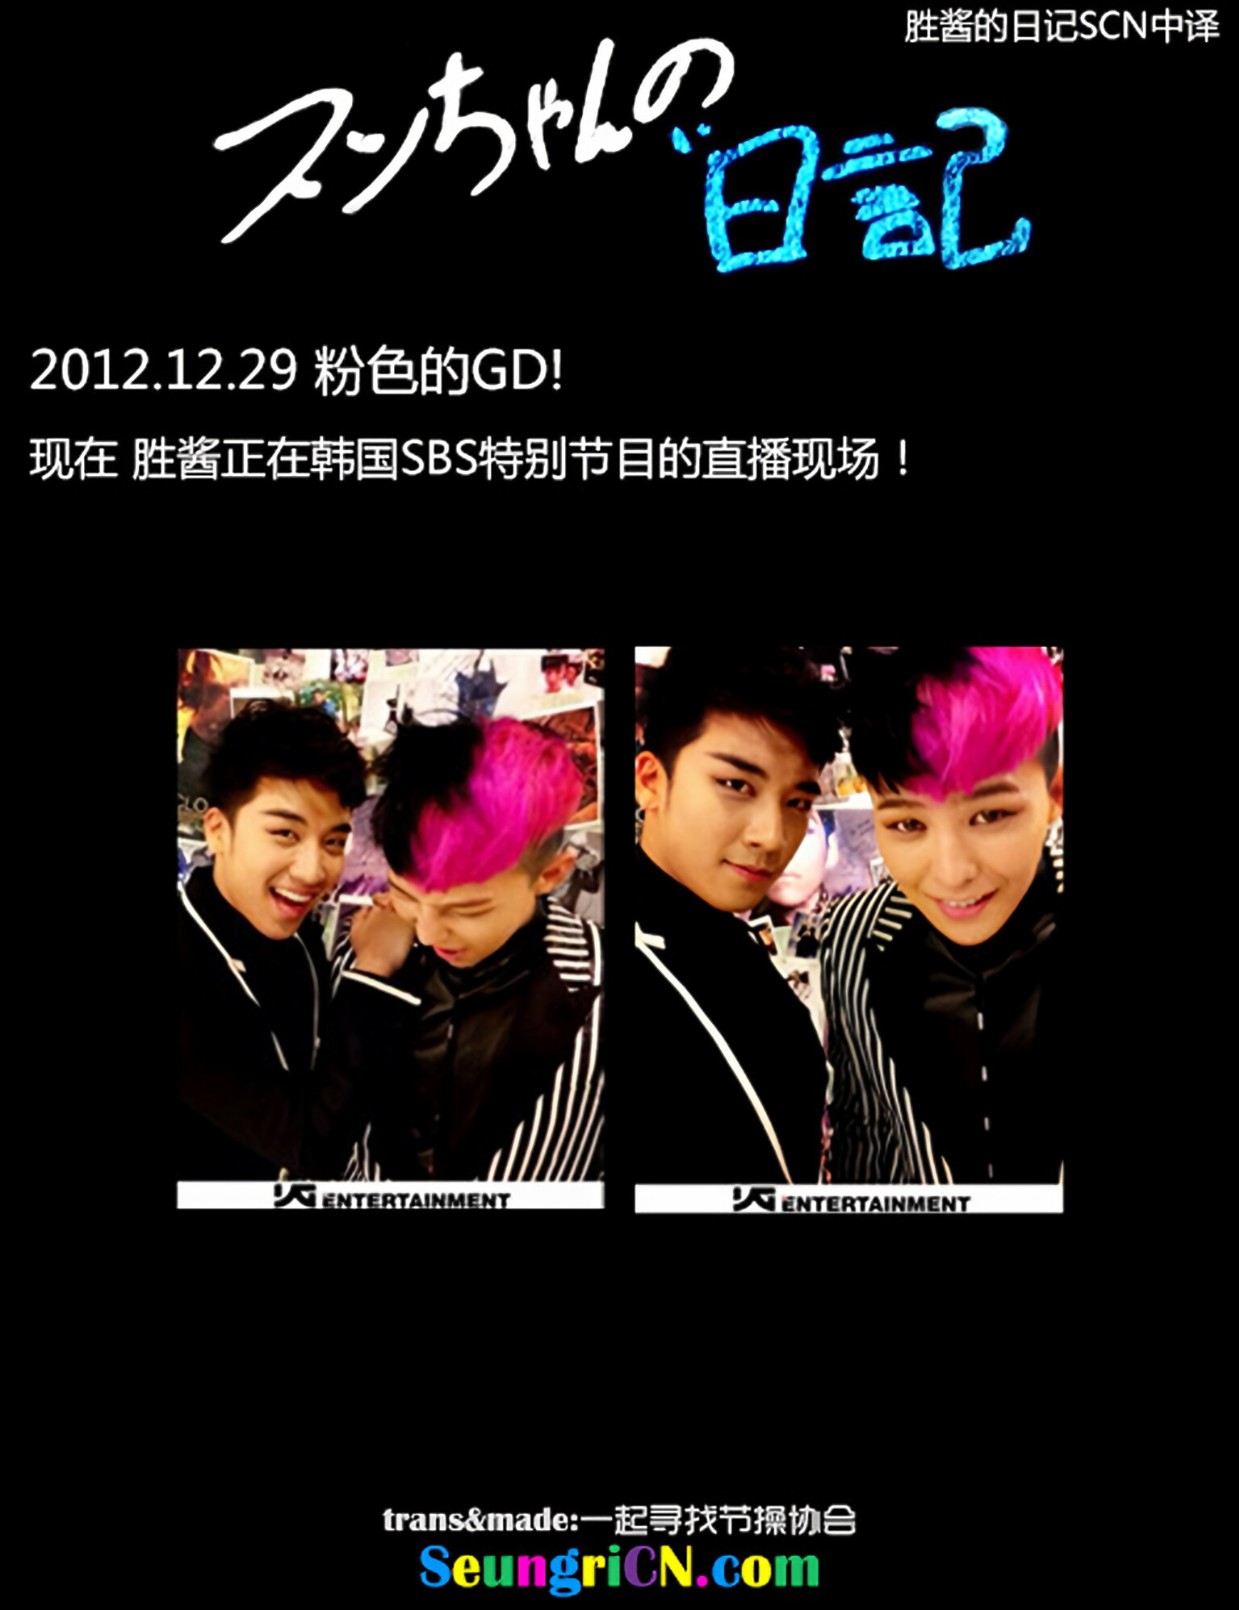 胜酱的日记SCN中译
スンちゃんの
日記
2012.12.29 粉色的GD!
现在 胜酱正在韩国SBS特别节目的直播现场！
YG ENTERTAINMENT
YG ENTERTAINMENT
trans&made:一起寻找节操协会
SeungriCN.com